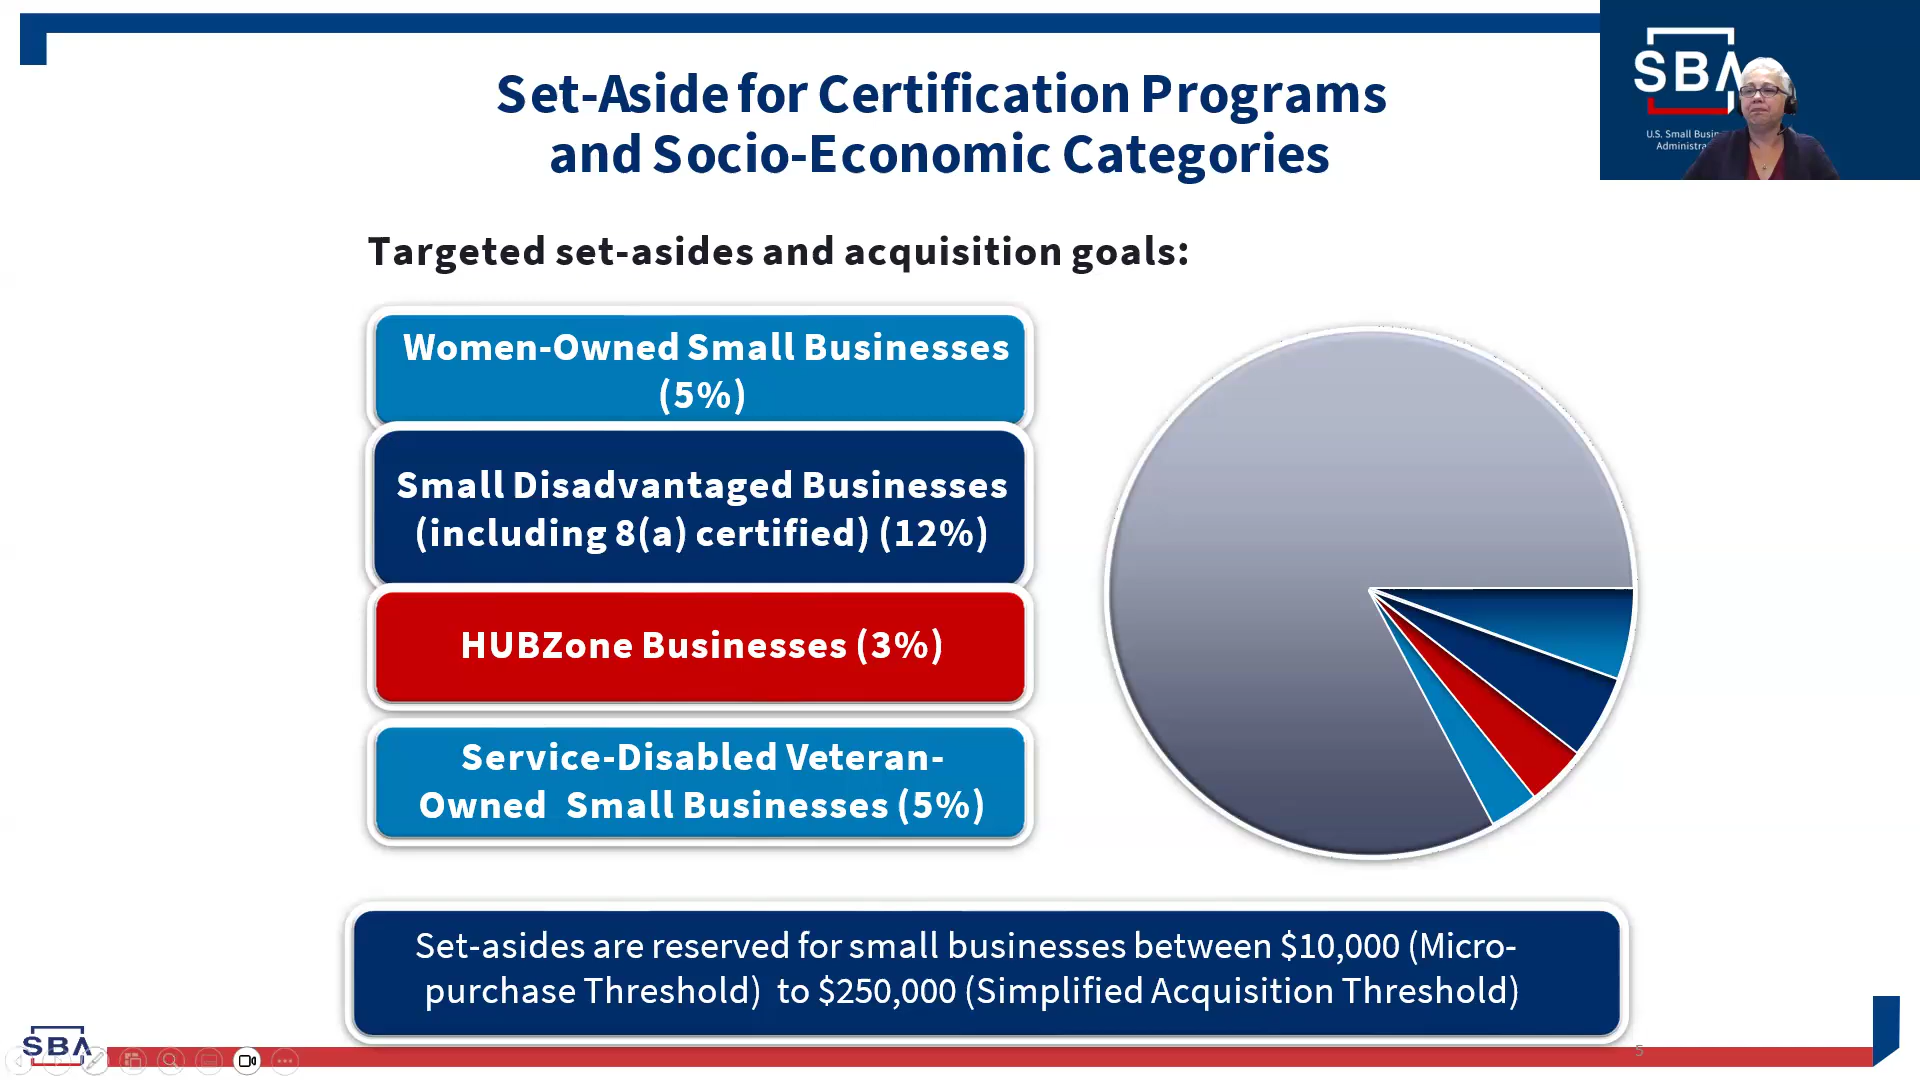 Set-Aside for Certification Programs
and Socio-Economic Categories
SBA
U.S. Small Busin
Administra
Targeted set-asides and acquisition goals:
Women-Owned Small Businesses
(5%)
Small Disadvantaged Businesses
(including 8(a) certified) (12%)
HUBZone Businesses (3%)
Service-Disabled Veteran-
Owned Small Businesses (5%)
Set-asides are reserved for small businesses between $10,000 (Micro-
purchase Threshold) to $250,000 (Simplified Acquisition Threshold)
SBA
5